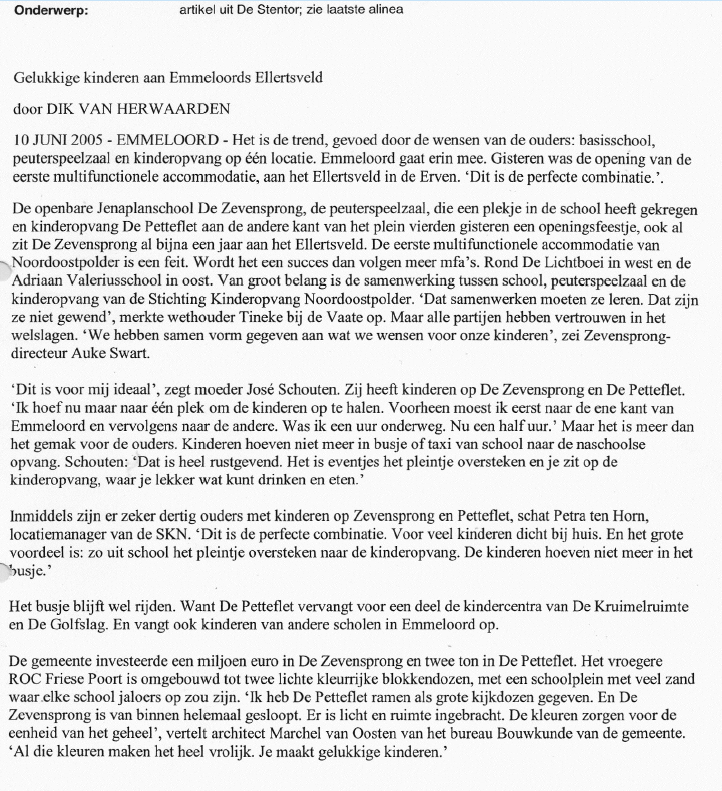 Onderwerp: artikel uit De Stentor; zie laatste alinea
Gelukkige kinderen aan Emmeloords Ellertsveld
door DIK VAN HERWAARDEN
10 JUNI 2005 - EMMELOORD - Het is de trend, gevoed door de wensen van de ouders: basisschool,
peuterspeelzaal en kinderopvang op één locatie. Emmeloord gaat erin mee. Gisteren was de opening van de
eerste multifunctionele accommodatie, aan het Ellertsveld in de Erven. ‘Dit is de perfecte combinatie.’.
De openbare Jenaplanschool De Zevensprong, de peuterspeelzaal, die een plekje in de school heeft gekregen
en kinderopvang De Petteflet aan de andere kant van het plein vierden gisteren een openingsfeestje, ook al
zit De Zevensprong al bijna een jaar aan het Ellertsveld. De eerste multifunctionele accommodatie van
Noordoostpolder is een feit. Wordt het een succes dan volgen meer mfa’s. Rond De Lichtboei in west en de
Adriaan Valeriusschool in oost. Van groot belang is de samenwerking tussen school, peuterspeelzaal en de
kinderopvang van de Stichting Kinderopvang Noordoostpolder. ‘Dat samenwerken moeten ze leren. Dat zijn
ze niet gewend’, merkte wethouder Tineke bij de Vaate op. Maar alle partijen hebben vertrouwen in het
welslagen. ‘We hebben samen vorm gegeven aan wat we wensen voor onze kinderen’, zei Zevensprong-
directeur Auke Swart.
‘Dit is voor mij ideaal’, zegt moeder José Schouten. Zij heeft kinderen op De Zevensprong en De Petteflet.
‘Ik hoef nu maar naar één plek om de kinderen op te halen. Voorheen moest ik eerst naar de ene kant van
Emmeloord en vervolgens naar de andere. Was ik een uur onderweg. Nu een half uur.’ Maar het is meer dan
het gemak voor de ouders. Kinderen hoeven niet meer in busje of taxi van school naar de naschoolse
opvang. Schouten: ‘Dat is heel rustgevend. Het is eventjes het pleintje oversteken en je zit op de
kinderopvang, waar je lekker wat kunt drinken en eten.’
Inmiddels zijn er zeker dertig ouders met kinderen op Zevensprong en Petteflet, schat Petra ten Horn,
locatiemanager van de SKN. ‘Dit is de perfecte combinatie. Voor veel kinderen dicht bij huis. En het grote
voordeel is: zo uit school het pleintje oversteken naar de kinderopvang. De kinderen hoeven niet meer in het
busje.’
Het busje blijft wel rijden. Want De Petteflet vervangt voor een deel de kindercentra van De Kruimelruimte
en De Golfslag. En vangt ook kinderen van andere scholen in Emmeloord op.
De gemeente investeerde een miljoen euro in De Zevensprong en twee ton in De Petteflet. Het vroegere
ROC Friese Poort is omgebouwd tot twee lichte kleurrijke blokkendozen, met een schoolplein met veel zand
waar elke school jaloers op zou zijn. ‘Ik heb De Petteflet ramen als grote kijkdozen gegeven. En De
Zevensprong is van binnen helemaal gesloopt. Er is licht en ruimte ingebracht. De kleuren zorgen voor de
eenheid van het geheel’, vertelt architect Marchel van Oosten van het bureau Bouwkunde van de gemeente.
‘Al die kleuren maken het heel vrolijk. Je maakt gelukkige kinderen.’